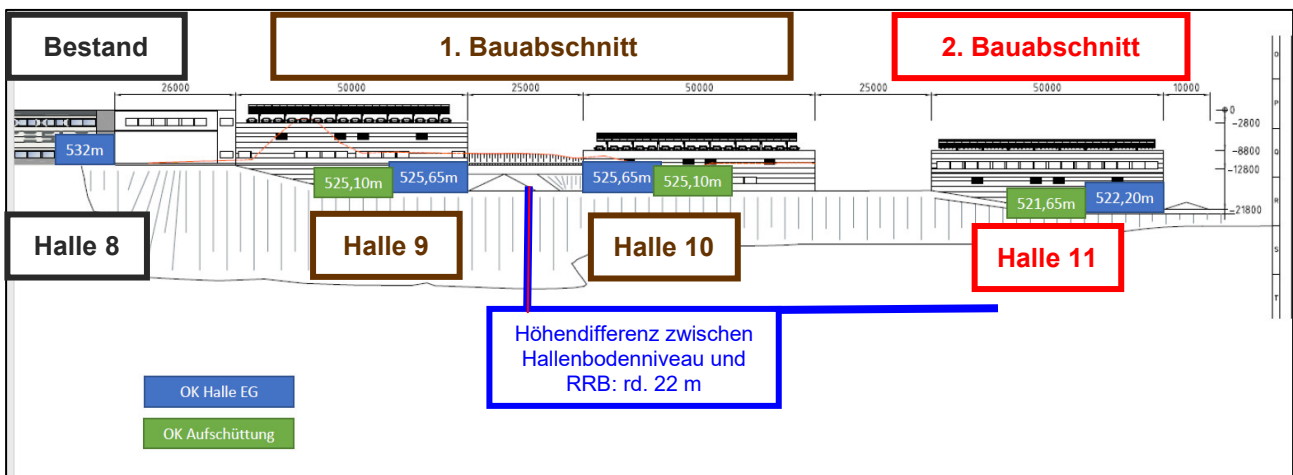 Bestand
1. Bauabschnitt
2. Bauabschnitt
26000
50000
25000
50000
25000
50000
10000
0
-2800
-8800
-12800
-21800
O
P
Q
R
S
T
532m
525,10m
525,65m
525,65m
525,10m
521,65m
522,20m
Halle 8
Halle 9
Halle 10
Halle 11
Höhendifferenz zwischen
Hallenbodenniveau und
RRB: rd. 22 m
OK Halle EG
OK Aufschüttung